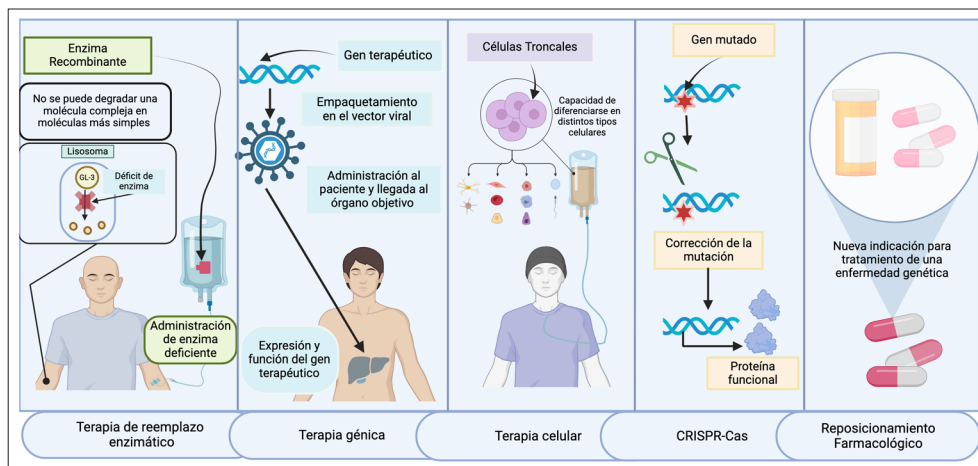 Enzima
Recombinante
No se puede degradar una
molécula compleja en
moléculas más simples
Lisosoma
GL-3
Déficit de
enzima
Administración
de enzima
deficiente
Terapia de reemplazo
enzimático
Gen terapéutico
Empaquetamiento
en el vector viral
Administración al
paciente y llegada al
órgano objetivo
Expresión y
función del gen
terapéutico
Terapia génica
Células Troncales
Capacidad de
diferenciarse en
distintos tipos
celulares
Terapia celular
Gen mutado
Corrección de la
mutación
Proteína
funcional
CRISPR-Cas
Nueva indicación para
tratamiento de una
enfermedad genética
Reposicionamiento
Farmacológico